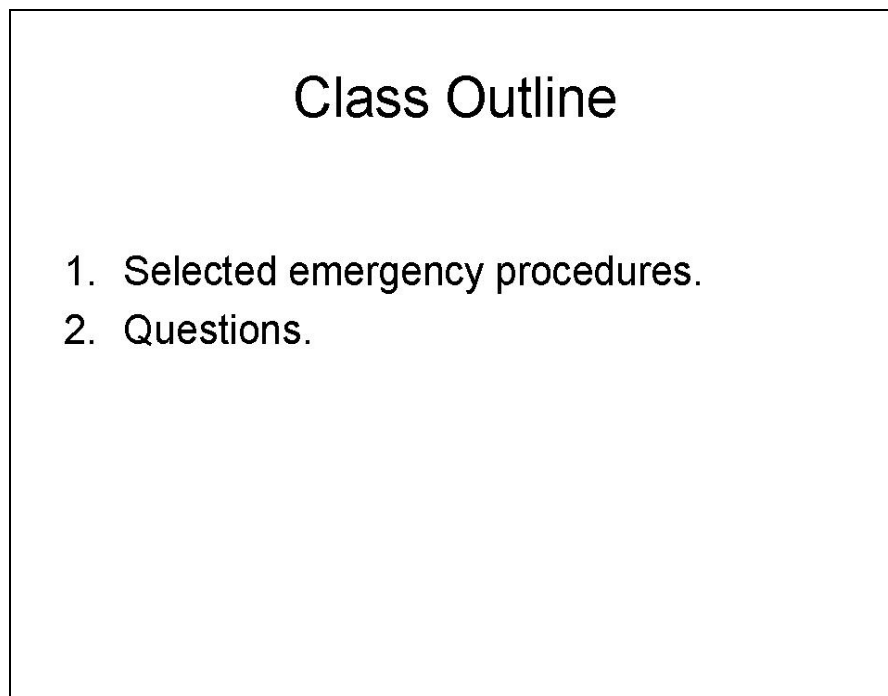 Class Outline
1. Selected emergency procedures.
2. Questions.